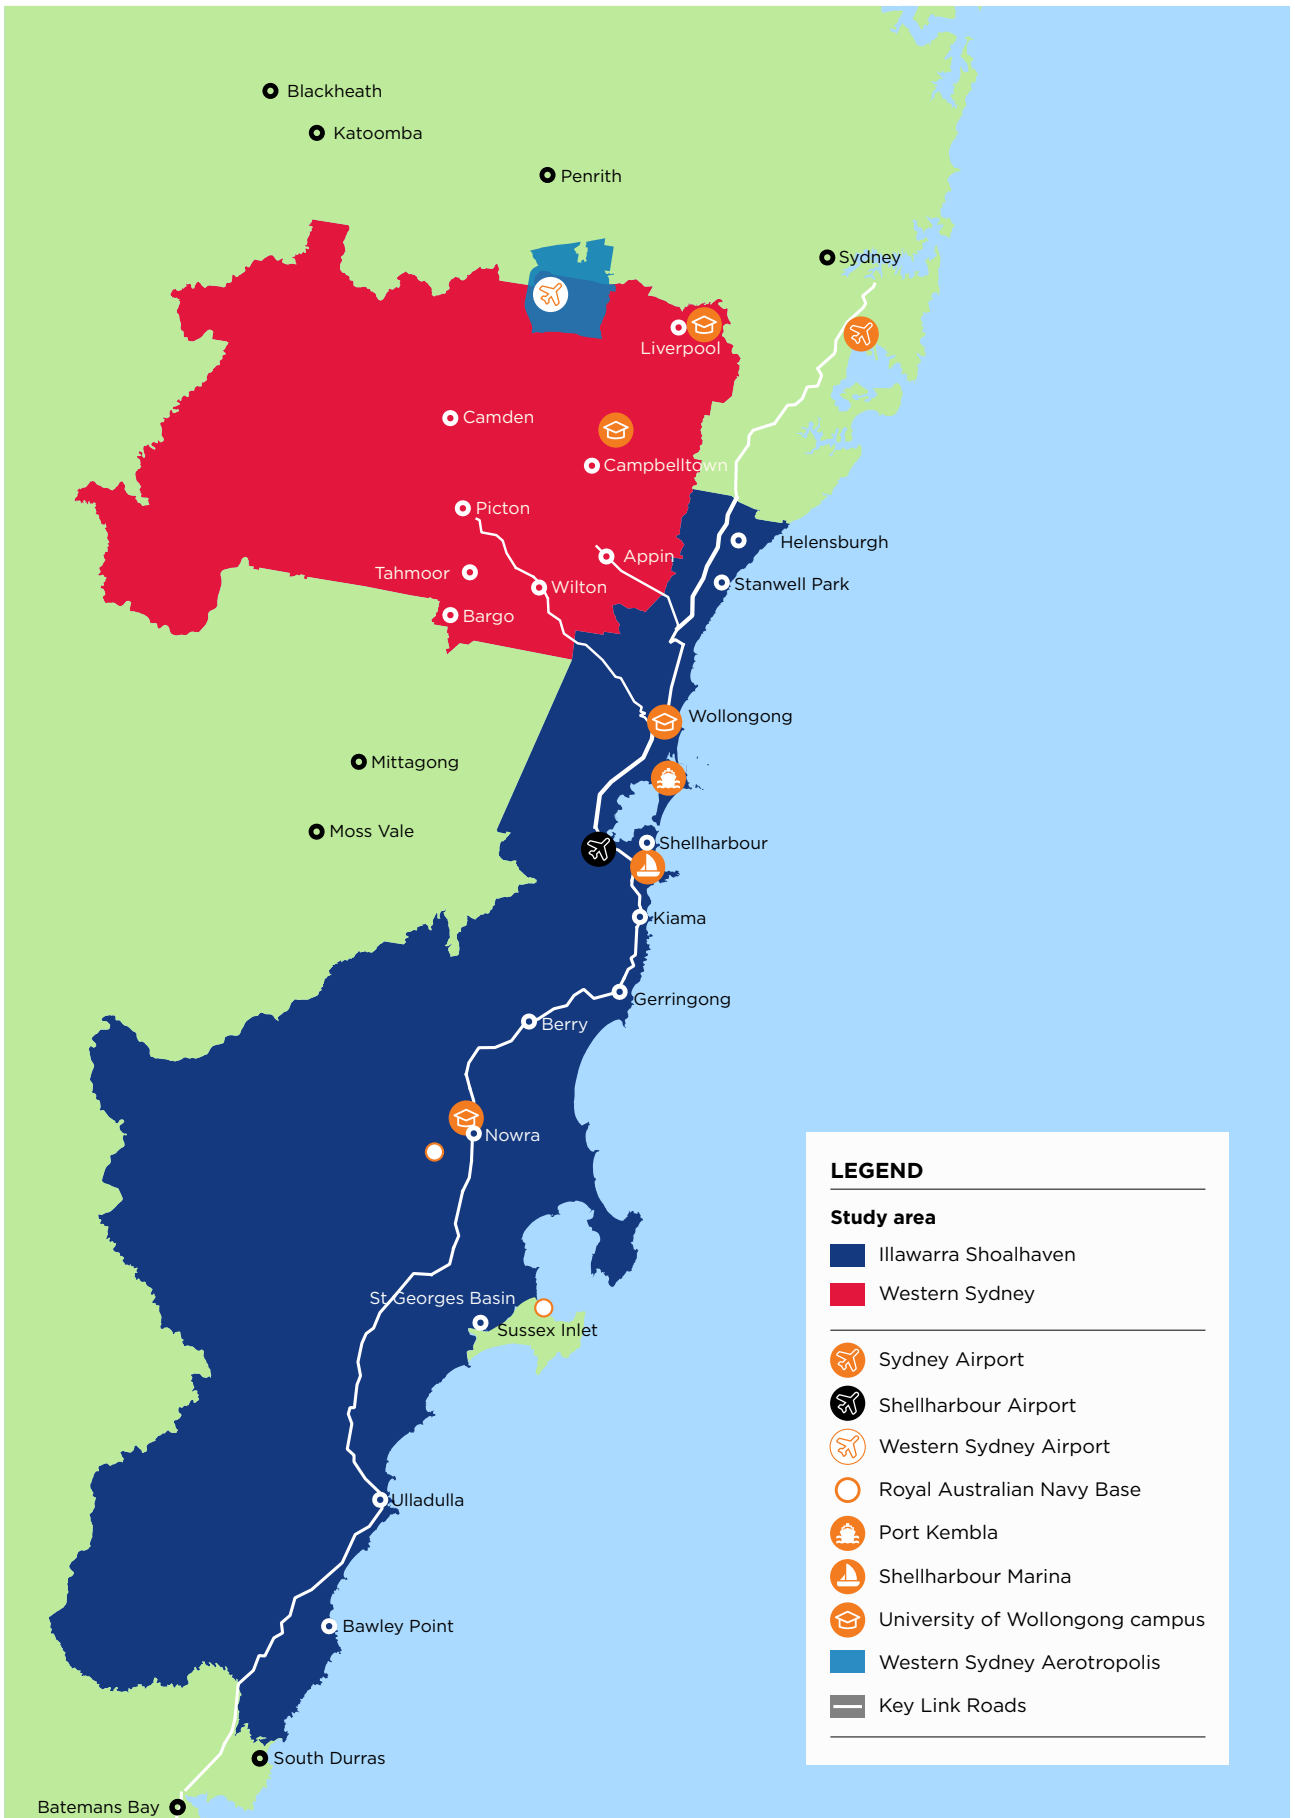 Blackheath
Katoomba
Penrith
Sydney
Liverpool
Camden
Campbelltown
Picton
Helensburgh
Appin
Tahmoor
Stanwell Park
Wilton
Bargo
Wollongong
Mittagong
Moss Vale
Shellharbour
Kiama
Gerringong
Berry
Nowra
St Georges Basin
Sussex Inlet
Ulladulla
Bawley Point
South Durras
Batemans Bay
LEGEND
Study area
Illawarra Shoalhaven
Western Sydney
Sydney Airport
Shellharbour Airport
Western Sydney Airport
Royal Australian Navy Base
Port Kembla
Shellharbour Marina
University of Wollongong campus
Western Sydney Aerotropolis
Key Link Roads